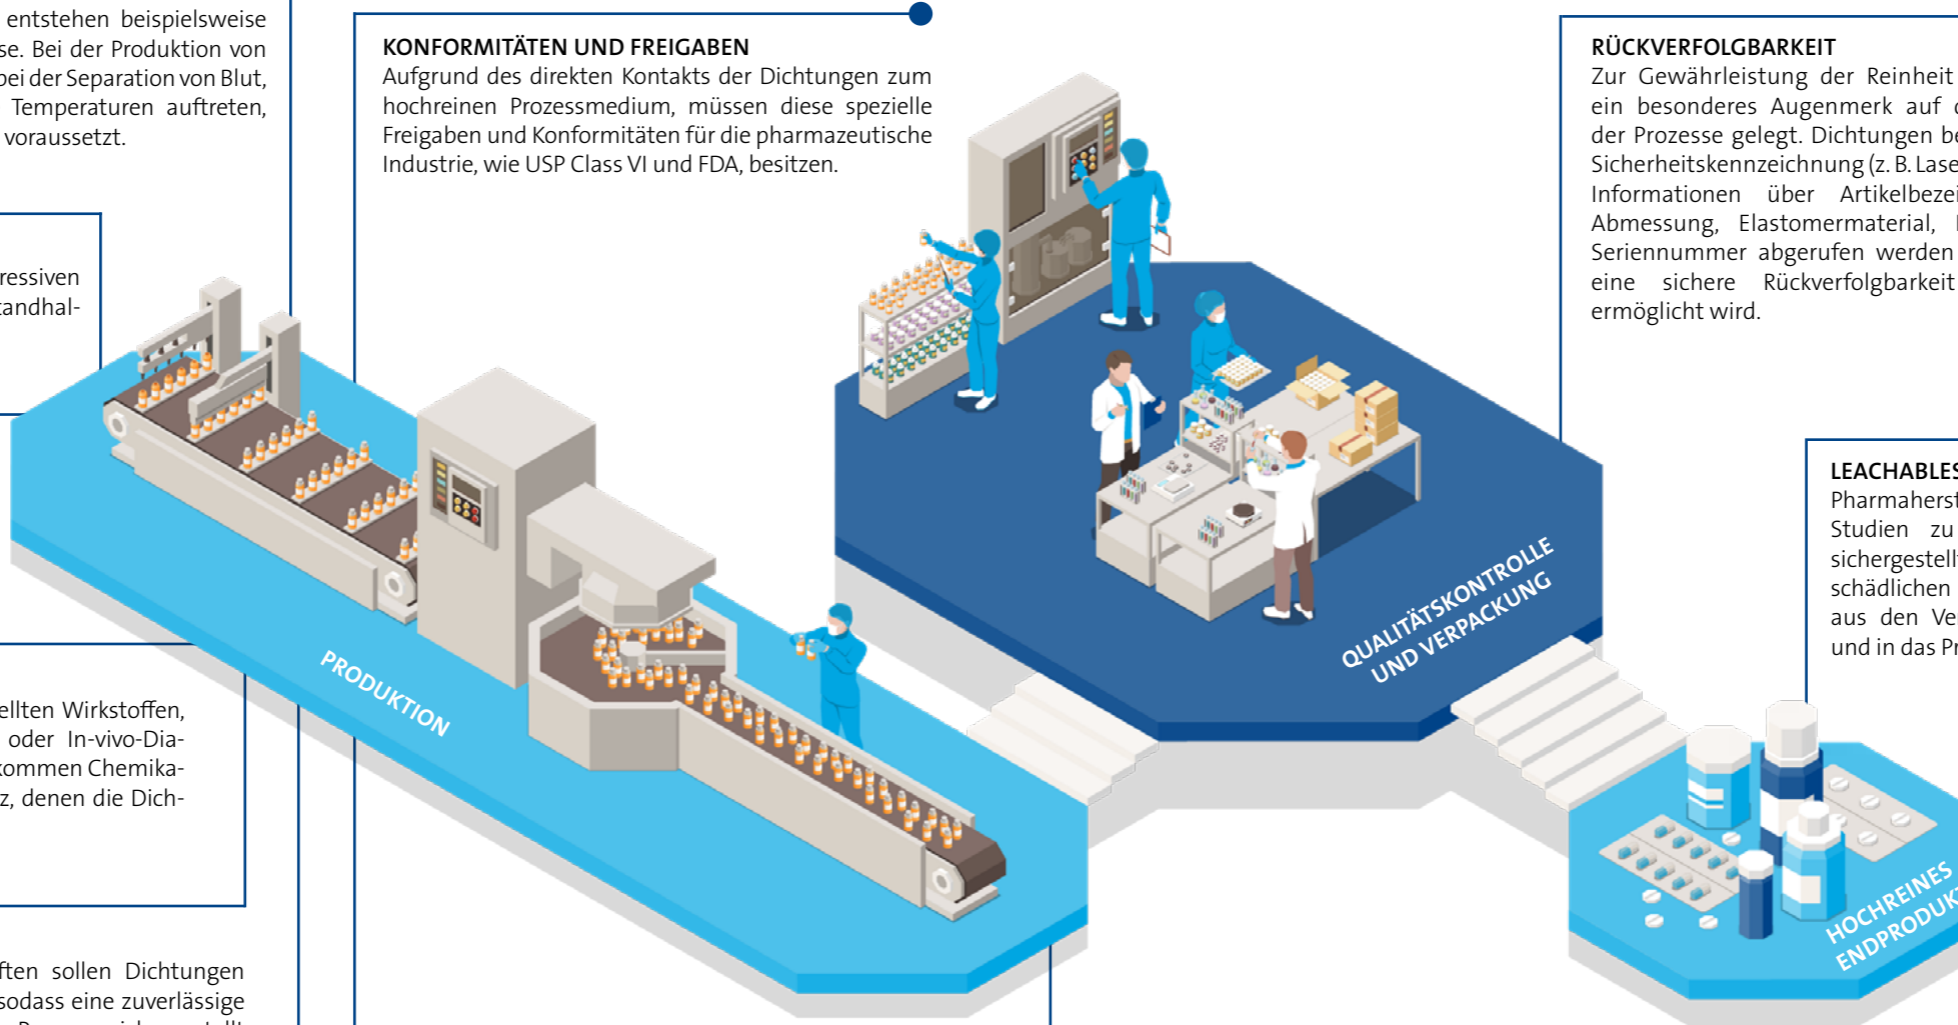 entstehen beispielsweise
se. Bei der Produktion von
bei der Separation von Blut,
Temperaturen auftreten,
voraussetzt.
ressiven
tandhal-
ellten Wirkstoffen,
oder In-vivo-Dia-
kommen Chemika-
z, denen die Dich-
ften sollen Dichtungen
sodass eine zuverlässige
KONFORMITÄTEN UND FREIGABEN
Aufgrund des direkten Kontakts der Dichtungen zum
hochreinen Prozessmedium, müssen diese spezielle
Freigaben und Konformitäten für die pharmazeutische
Industrie, wie USP Class VI und FDA, besitzen.
PRODUKTION
QUALITÄTSKONTROLLE
UND VERPACKUNG
RÜCKVERFOLGBARKEIT
Zur Gewährleistung der Reinheit
ein besonderes Augenmerk auf
der Prozesse gelegt. Dichtungen be
Sicherheitskennzeichnung (z. B. Lase
Informationen über Artikelbezei
Abmessung, Elastomermaterial,
Seriennummer abgerufen werden
eine sichere Rückverfolgbarkeit
ermöglicht wird.
LEACHABLES
Pharmaherst
Studien zu
sichergestell
schädlichen
aus den Ve
und in das Pr
HOCHREINES
ENDPRODUKT